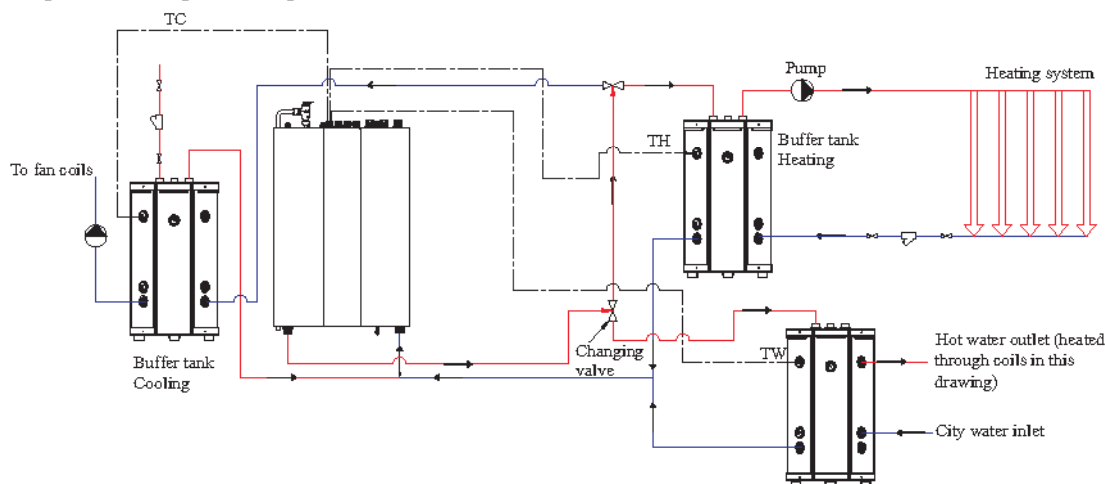 TC
Pump
Heating system
TH
Buffer tank
Heating
To fan coils
Buffer tank
Cooling
Changing
valve
TW
Hot water outlet (heated
through coils in this
drawing)
City water inlet